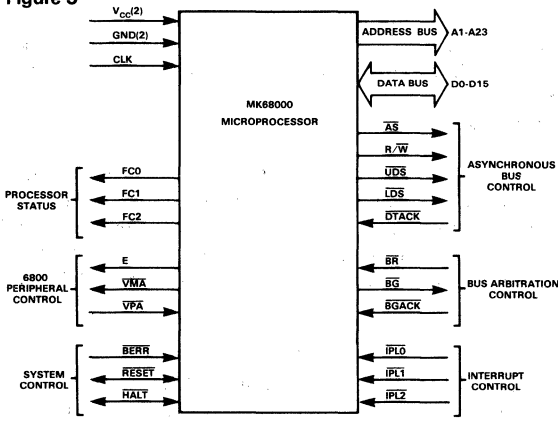 Figure 3
VCC(2)
GND(2)
CLK
ADDRESS BUS
A1-A23
DATA BUS
D0-D15
MK68000
MICROPROCESSOR
AS
R/W
UDS
LDS
DTACK
ASYNCHRONOUS
BUS
CONTROL
PROCESSOR
STATUS
FC0
FC1
FC2
6800
PERIPHERAL
CONTROL
E
VMA
VPA
BR
BG
BGACK
BUS ARBITRATION
CONTROL
SYSTEM
CONTROL
BERR
RESET
HALT
IPL0
IPL1
IPL2
INTERRUPT
CONTROL